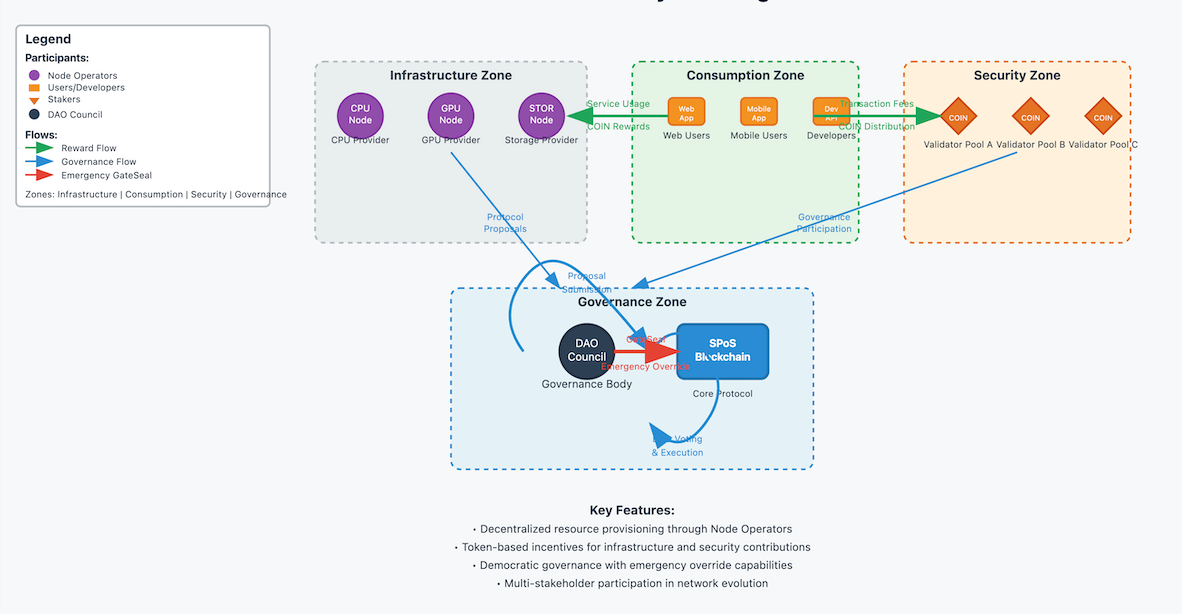 Legend
Participants:
Node Operators
Users/Developers
Stakers
DAO Council
Flows:
Reward Flow
Governance Flow
Emergency GateSeal
Zones: Infrastructure | Consumption | Security | Governance
Infrastructure Zone
CPU
Node
CPU Provider
GPU
Node
GPU Provider
STOR
Node
Storage Provider
Service Usage
COIN Rewards
Consumption Zone
Web
App
Web Users
Mobile
App
Mobile Users
Dev
API
Developers
Transaction Fees
COIN Distribution
Security Zone
COIN
COIN
COIN
Validator Pool A
Validator Pool B
Validator Pool C
Protocol
Proposals
Governance
Participation
Proposal
Submission
Governance Zone
DAO
Council
Governance Body
GateSeal
Emergency Override
SPoS
Blockchain
Core Protocol
Voting
& Execution
Key Features:
• Decentralized resource provisioning through Node Operators
• Token-based incentives for infrastructure and security contributions
• Democratic governance with emergency override capabilities
• Multi-stakeholder participation in network evolution